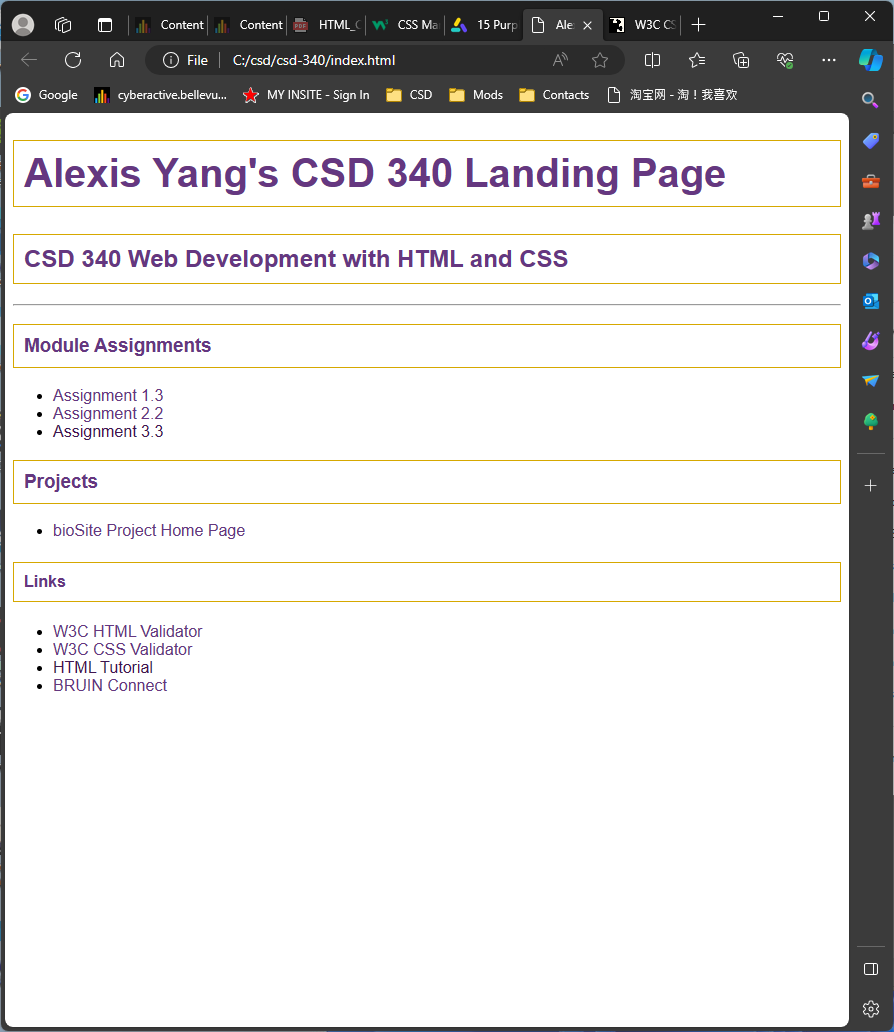 Content
Content
HTML_C
CSS Ma
15 Purp
Ale
W3C CS
File
C:/csd/csd-340/index.html
Google
cyberactive.bellevu...
MY INSITE - Sign In
CSD
Mods
Contacts
淘宝网 - 淘！我喜欢
Alexis Yang's CSD 340 Landing Page
CSD 340 Web Development with HTML and CSS
Module Assignments
Assignment 1.3
Assignment 2.2
Assignment 3.3
Projects
bioSite Project Home Page
Links
W3C HTML Validator
W3C CSS Validator
HTML Tutorial
BRUIN Connect